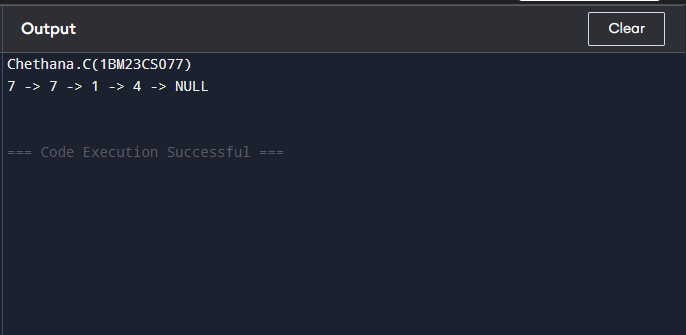 Output
Clear
Chethana.C(1BM23CS077)
7 -> 7 -> 1 -> 4 -> NULL
=== Code Execution Successful ===